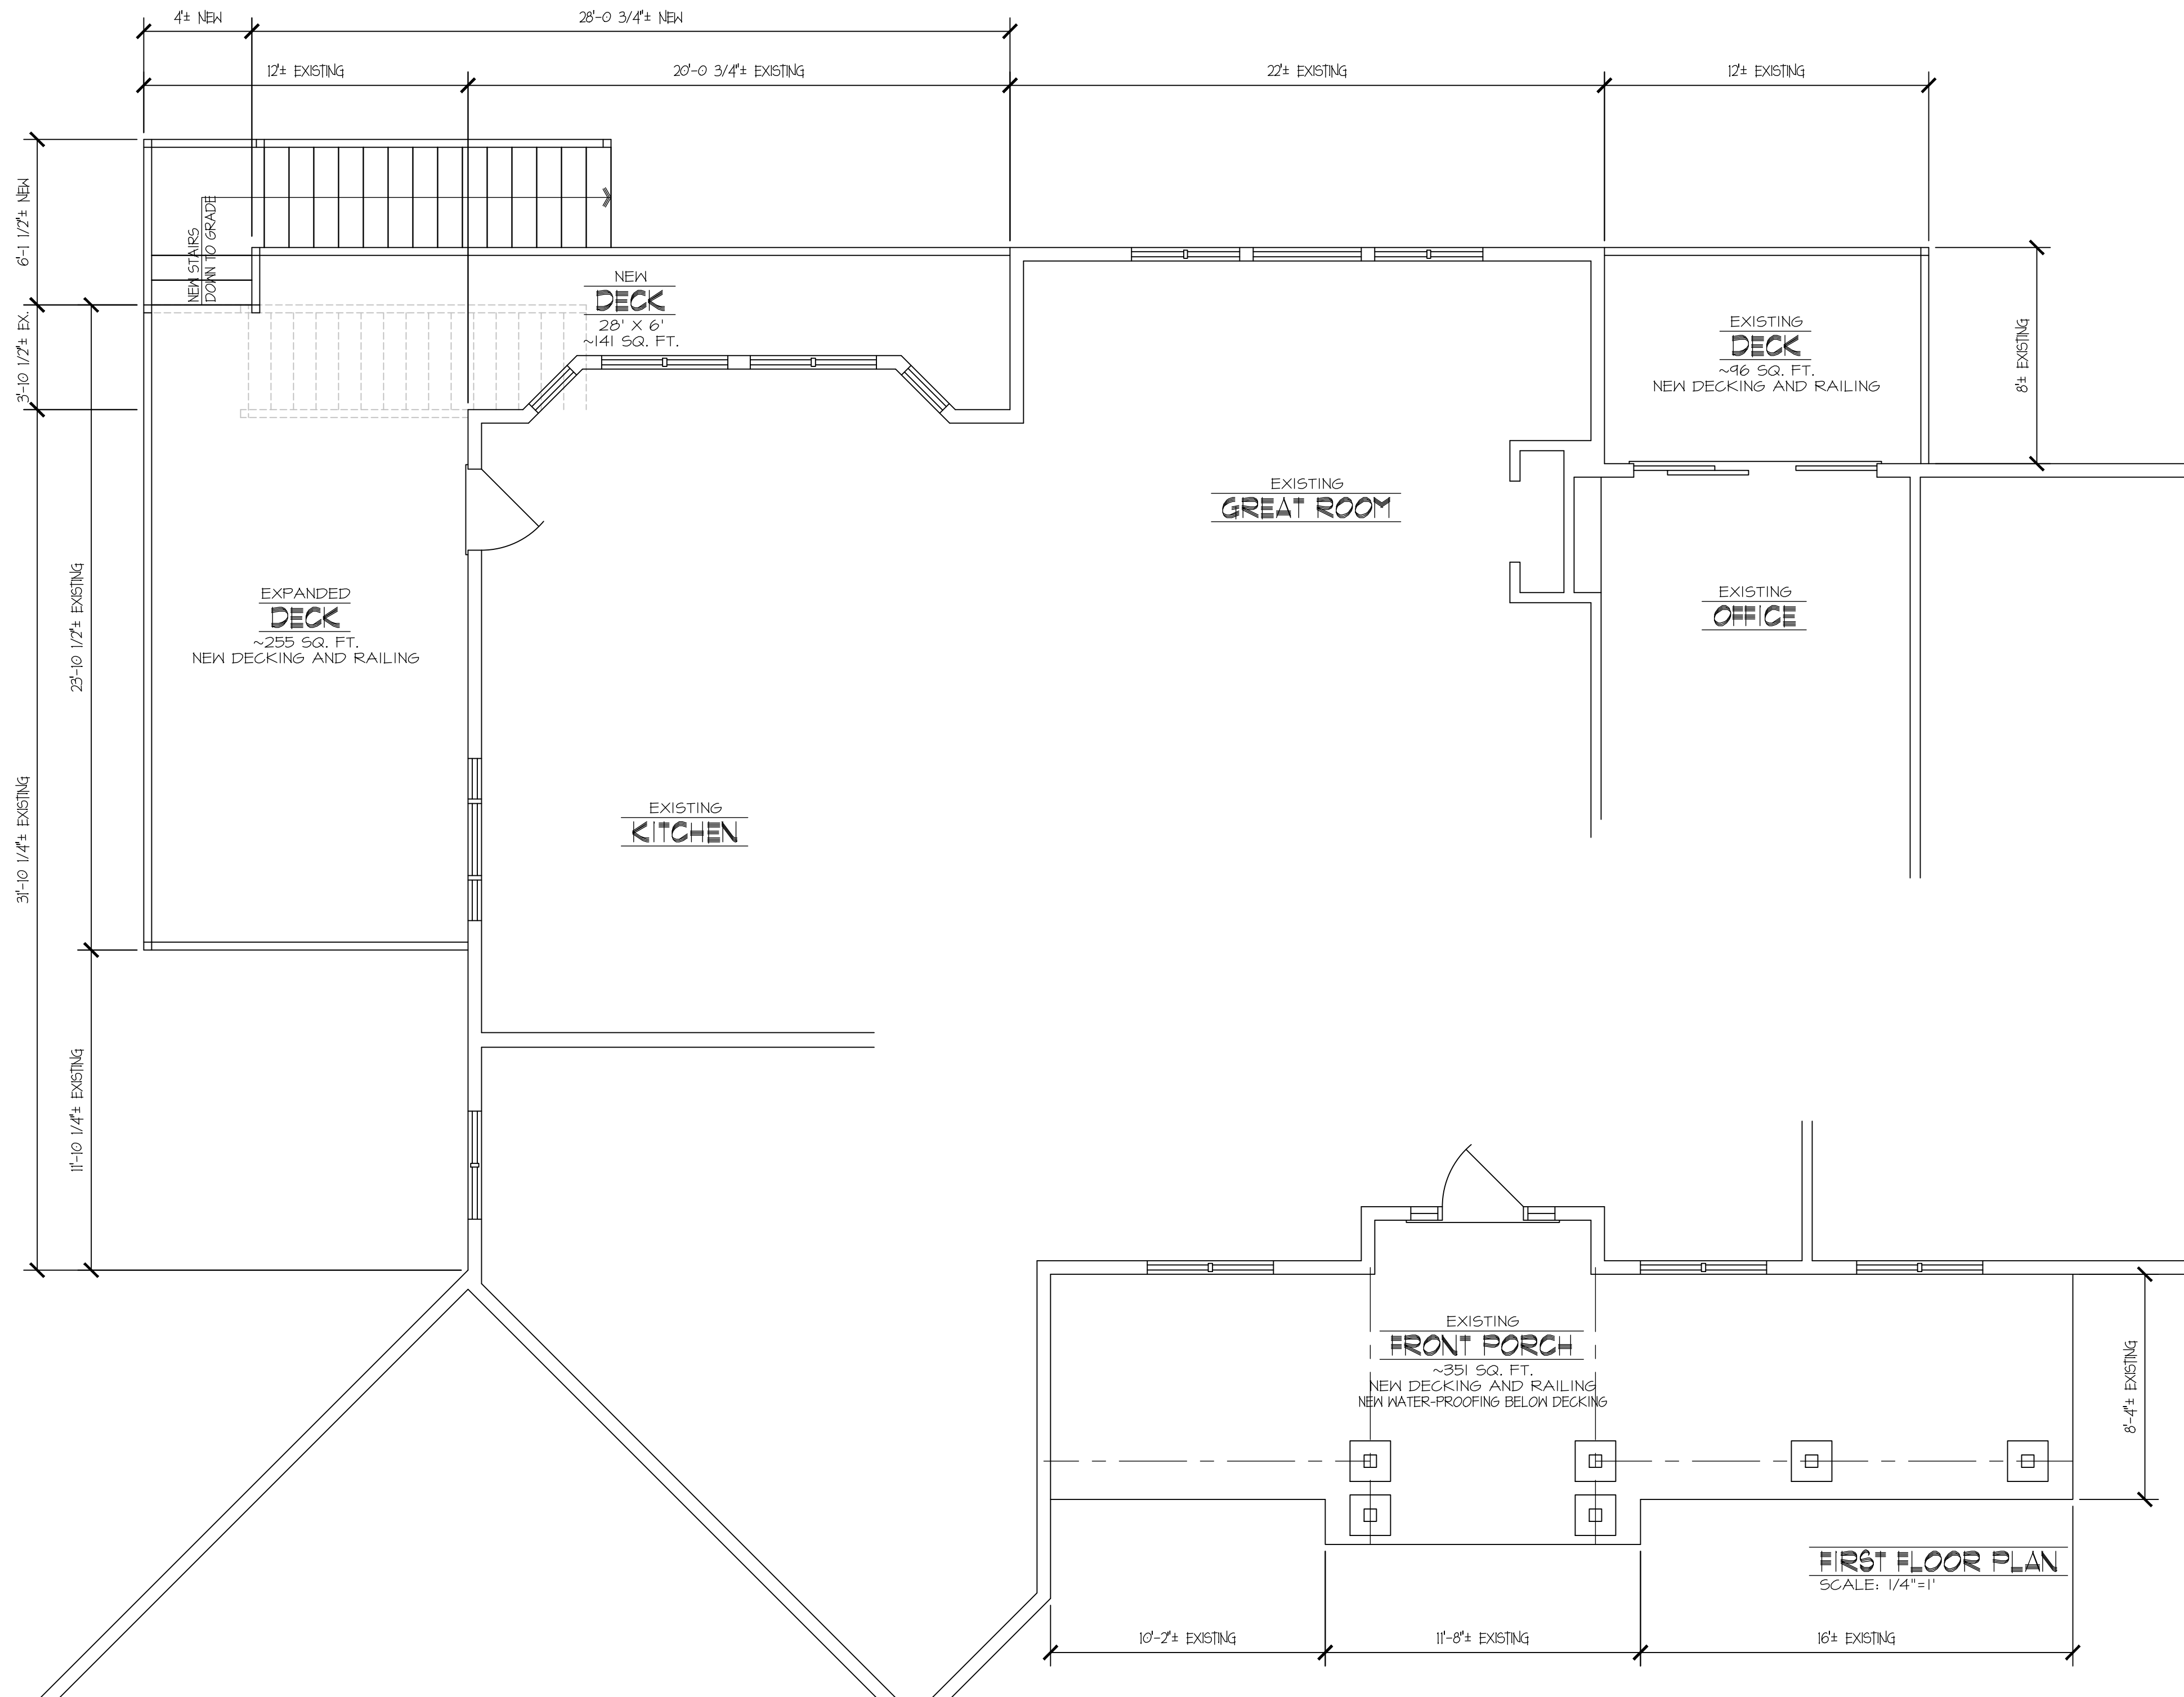 4'± NEW
28'-0 3/4"± NEW
12'± EXISTING
20'-0 3/4"± EXISTING
22'± EXISTING
12'± EXISTING
6'-1 1/2"± NEW
3'-10 1/2"± EX.
31'-10 1/4"± EXISTING
23'-10 1/2"± EXISTING
11'-10 1/4"± EXISTING
NEW STAIRS
DOWN TO GRADE
NEW
DECK
28' X 6'
~141 SQ. FT.
EXISTING
DECK
~96 SQ. FT.
NEW DECKING AND RAILING
8'± EXISTING
EXISTING
GREAT ROOM
EXPANDED
DECK
~255 SQ. FT.
NEW DECKING AND RAILING
EXISTING
OFFICE
EXISTING
KITCHEN
EXISTING
FRONT PORCH
~351 SQ. FT.
NEW DECKING AND RAILING
NEW WATER-PROOFING BELOW DECKING
8'-4"± EXISTING
FIRST FLOOR PLAN
SCALE: 1/4"=1'
10'-2"± EXISTING
11'-8"± EXISTING
16'± EXISTING